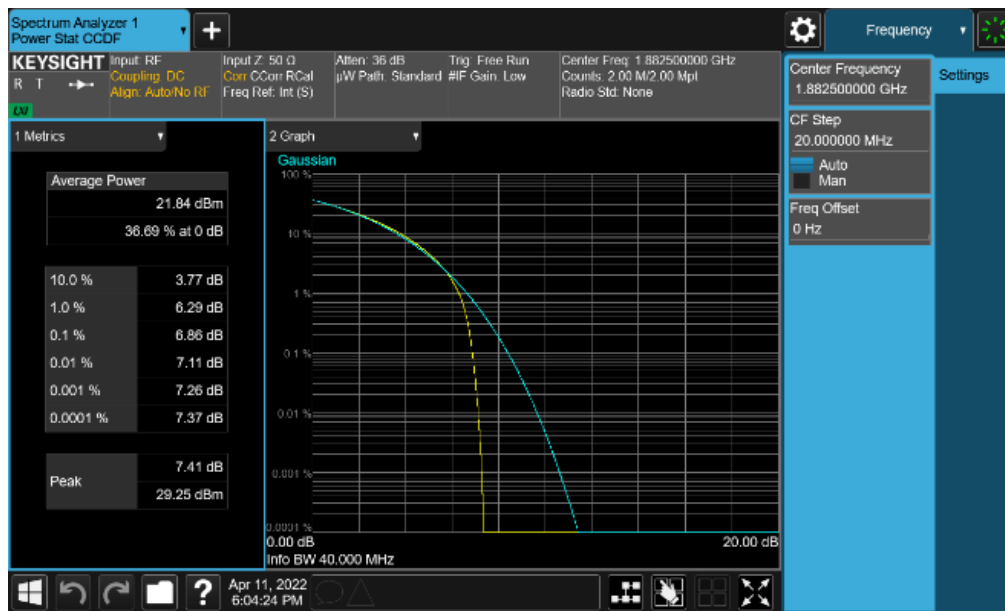 Spectrum Analyzer 1
Power Stat CCDF
+
Frequency
KEYSIGHT
R T
LXI
Input: RF
Coupling: DC
Align: Auto/No RF
Input Z: 50 Ω
Corr CCorr RCal
Freq Ref: Int (S)
Atten: 36 dB
µW Path: Standard
Trig: Free Run
#IF Gain: Low
Center Freq: 1.882500000 GHz
Counts: 2.00 M/2.00 Mpt
Radio Std: None
Center Frequency
1.882500000 GHz
Settings
CF Step
20.000000 MHz
Auto
Man
Freq Offset
0 Hz
1 Metrics
Average Power
21.84 dBm
36.69 % at 0 dB
10.0 % 3.77 dB
1.0 % 6.29 dB
0.1 % 6.86 dB
0.01 % 7.11 dB
0.001 % 7.26 dB
0.0001 % 7.37 dB
Peak
7.41 dB
29.25 dBm
2 Graph
Gaussian
100 %
10 %
1 %
0.1 %
0.01 %
0.001 %
0.0001 %
0.00 dB 20.00 dB
Info BW 40.000 MHz
?
Apr 11, 2022
6:04:24 PM